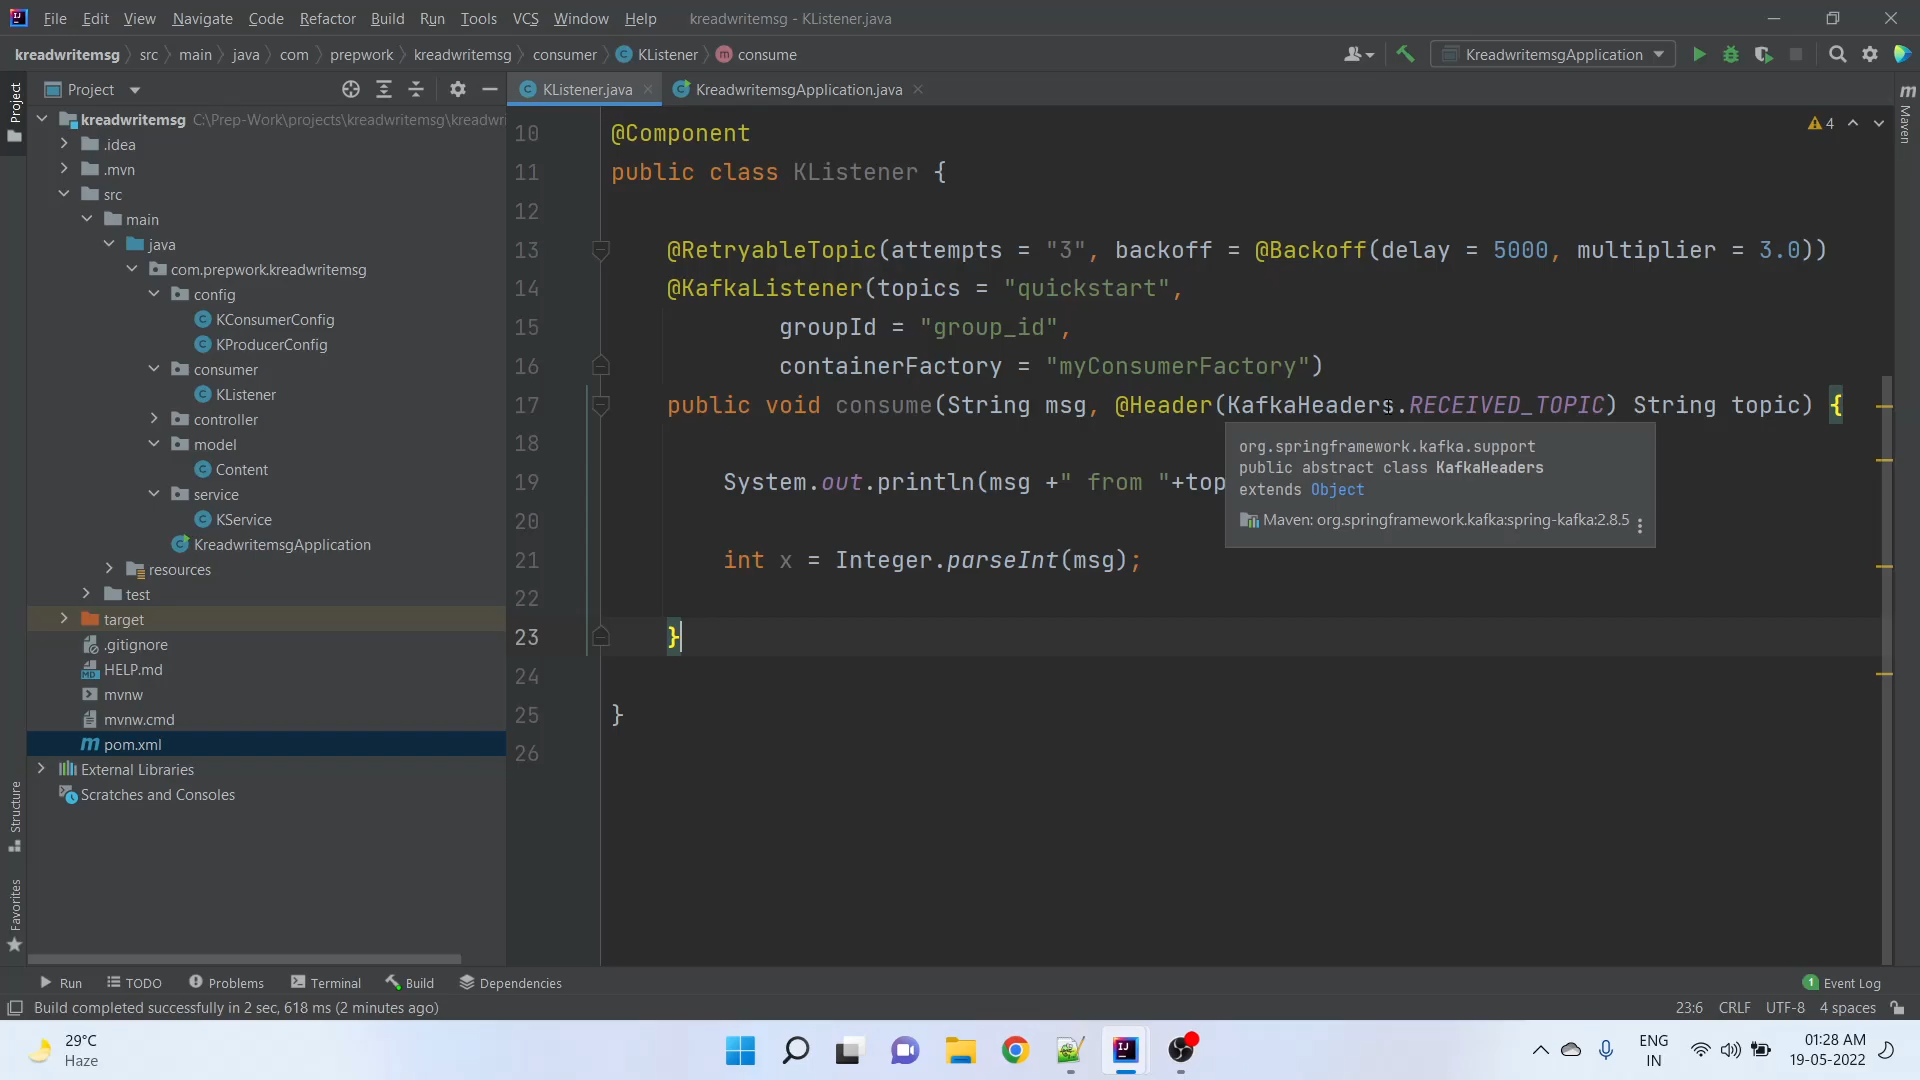 File Edit View Navigate Code Refactor Build Run Tools VCS Window Help kreadwritemsg - KListener.java
kreadwritemsg src main java com prepwork kreadwritemsg consumer KListener consume
KreadwritemsgApplication
Project
KListener.java KreadwritemsgApplication.java
kreadwritemsg C:\Prep-Work\projects\kreadwritemsg\kreadwri
.idea
.mvn
src
main
java
com.prepwork.kreadwritemsg
config
KConsumerConfig
KProducerConfig
consumer
KListener
controller
model
Content
service
KService
KreadwritemsgApplication
resources
test
target
.gitignore
HELP.md
mvnw
mvnw.cmd
pom.xml
External Libraries
Scratches and Consoles
Project
Structure
Favorites
Maven
4
10 @Component
11 public class KListener {
12
13 @RetryableTopic(attempts = "3", backoff = @Backoff(delay = 5000, multiplier = 3.0))
14 @KafkaListener(topics = "quickstart",
15 groupId = "group_id",
16 containerFactory = "myConsumerFactory")
17 public void consume(String msg, @Header(KafkaHeaders.RECEIVED_TOPIC) String topic) {
18
19 System.out.println(msg +" from "+top
20
21 int x = Integer.parseInt(msg);
22
23 }
24
25 }
26
org.springframework.kafka.support
public abstract class KafkaHeaders
extends Object
Maven: org.springframework.kafka:spring-kafka:2.8.5
Run TODO Problems Terminal Build Dependencies 1 Event Log
Build completed successfully in 2 sec, 618 ms (2 minutes ago) 23:6 CRLF UTF-8 4 spaces
29°C
Haze
ENG
IN
01:28 AM
19-05-2022